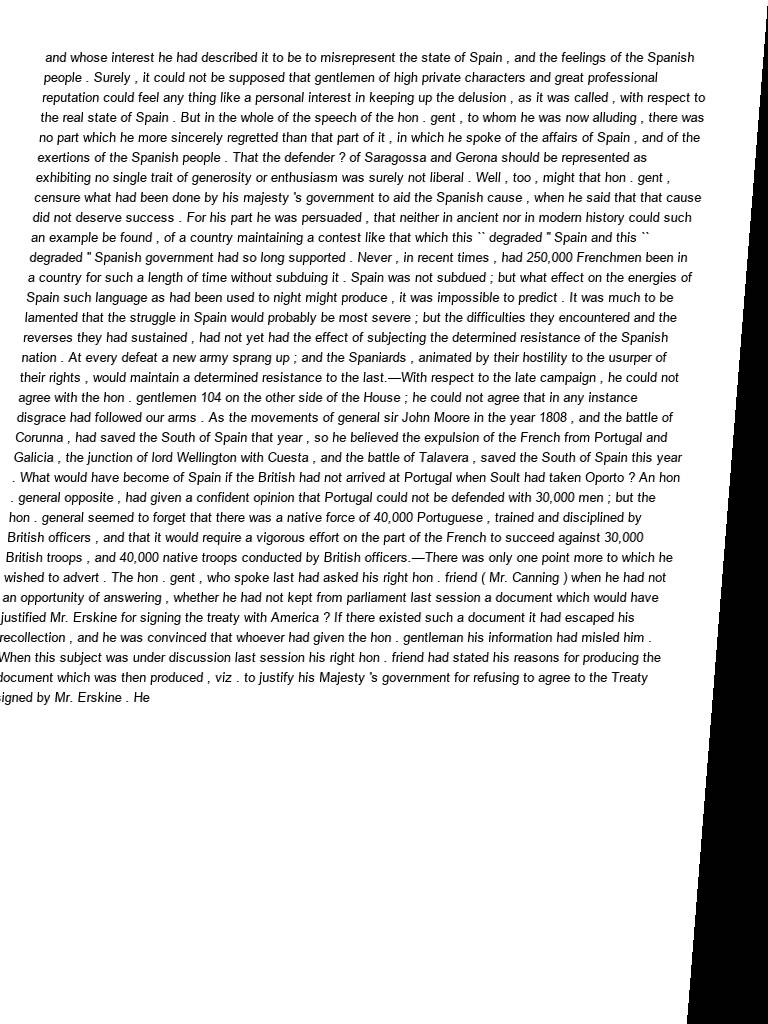 and whose interest he had described it to be to misrepresent the state of Spain , and the feelings of the Spanish
people . Surely , it could not be supposed that gentlemen of high private characters and great professional
reputation could feel any thing like a personal interest in keeping up the delusion , as it was called , with respect to
the real state of Spain . But in the whole of the speech of the hon . gent , to whom he was now alluding , there was
no part which he more sincerely regretted than that part of it , in which he spoke of the affairs of Spain , and of the
exertions of the Spanish people . That the defender ? of Saragossa and Gerona should be represented as
exhibiting no single trait of generosity or enthusiasm was surely not liberal . Well , too , might that hon . gent ,
censure what had been done by his majesty 's government to aid the Spanish cause , when he said that that cause
did not deserve success . For his part he was persuaded , that neither in ancient nor in modern history could such
an example be found , of a country maintaining a contest like that which this `` degraded " Spain and this ``
degraded " Spanish government had so long supported . Never , in recent times , had 250,000 Frenchmen been in
a country for such a length of time without subduing it . Spain was not subdued ; but what effect on the energies of
Spain such language as had been used to night might produce , it was impossible to predict . It was much to be
lamented that the struggle in Spain would probably be most severe ; but the difficulties they encountered and the
reverses they had sustained , had not yet had the effect of subjecting the determined resistance of the Spanish
nation . At every defeat a new army sprang up ; and the Spaniards , animated by their hostility to the usurper of
their rights , would maintain a determined resistance to the last.—With respect to the late campaign , he could not
agree with the hon . gentlemen 104 on the other side of the House ; he could not agree that in any instance
disgrace had followed our arms . As the movements of general sir John Moore in the year 1808 , and the battle of
Corunna , had saved the South of Spain that year , so he believed the expulsion of the French from Portugal and
Galicia , the junction of lord Wellington with Cuesta , and the battle of Talavera , saved the South of Spain this year
. What would have become of Spain if the British had not arrived at Portugal when Soult had taken Oporto ? An hon
. general opposite , had given a confident opinion that Portugal could not be defended with 30,000 men ; but the
hon . general seemed to forget that there was a native force of 40,000 Portuguese , trained and disciplined by
British officers , and that it would require a vigorous effort on the part of the French to succeed against 30,000
British troops , and 40,000 native troops conducted by British officers.—There was only one point more to which he
wished to advert . The hon . gent , who spoke last had asked his right hon . friend ( Mr. Canning ) when he had not
an opportunity of answering , whether he had not kept from parliament last session a document which would have
justified Mr. Erskine for signing the treaty with America ? If there existed such a document it had escaped his
recollection , and he was convinced that whoever had given the hon . gentleman his information had misled him .
When this subject was under discussion last session his right hon . friend had stated his reasons for producing the
document which was then produced , viz . to justify his Majesty 's government for refusing to agree to the Treaty
signed by Mr. Erskine . He